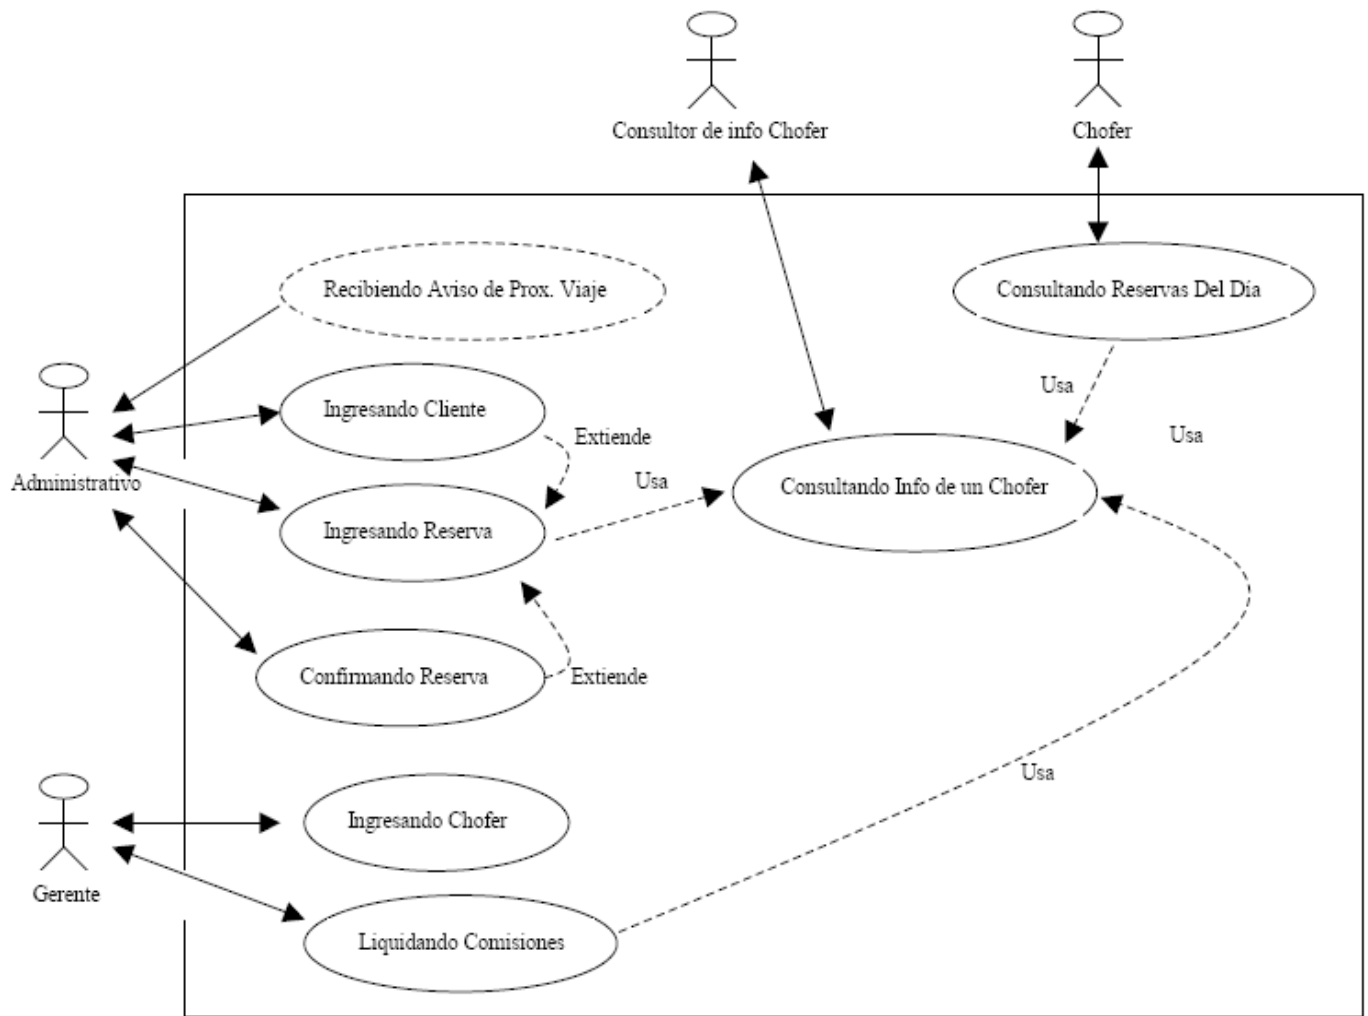 Consultor de info Chofer
Chofer
Recibiendo Aviso de Prox. Viaje
Consultando Reservas Del Día
Usa
Ingresando Cliente
Extiende
Usa
Administrativo
Usa
Consultando Info de un Chofer
Ingresando Reserva
Confirmando Reserva
Extiende
Usa
Ingresando Chofer
Gerente
Liquidando Comisiones